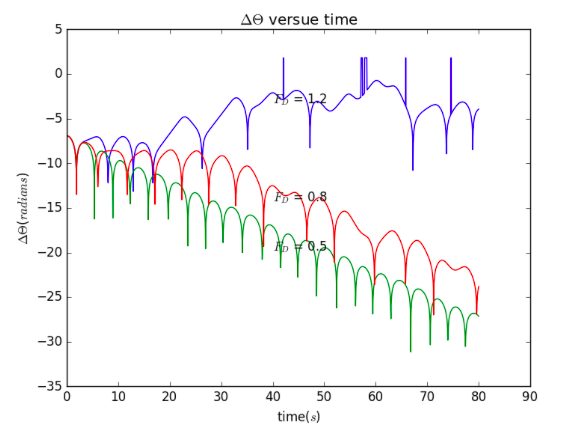 ΔΘ versue time
5
0
−5
−10
−15
−20
−25
−30
−35
ΔΘ(radians)
F_D = 1.2
F_D = 0.8
F_D = 0.5
0 10 20 30 40 50 60 70 80 90
time(s)